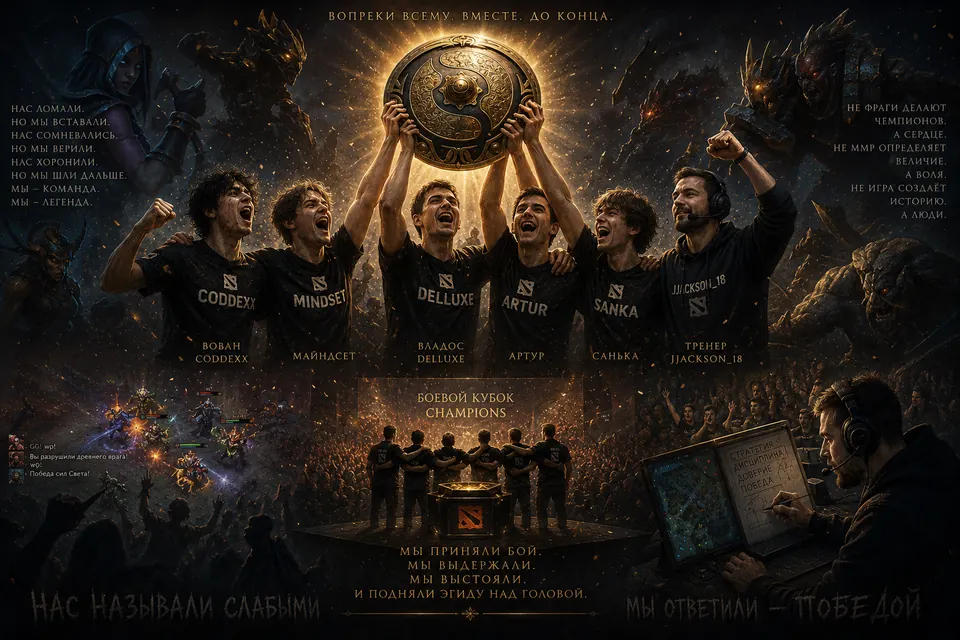 ВОПРЕКИ ВСЕМУ. ВМЕСТЕ. ДО КОНЦА.
НАС ЛОМАЛИ.
НО МЫ ВСТАВАЛИ.
НАС СОМНЕВАЛИСЬ.
НО МЫ ВЕРИЛИ.
НАС ХОРОНИЛИ.
НО МЫ ШЛИ ДАЛЬШЕ.
МЫ – КОМАНДА.
МЫ – ЛЕГЕНДА.
НЕ ФРАГИ ДЕЛАЮТ
ЧЕМПИОНОВ.
А СЕРДЦЕ.
НЕ ММР ОПРЕДЕЛЯЕТ
ВЕЛИЧИЕ.
А ВОЛЯ.
НЕ ИГРА СОЗДАЁТ
ИСТОРИЮ.
А ЛЮДИ.
CODDEXX
MINDSET
DELLUXE
ARTUR
SANKA
JJACKSON_18
ВОВАН
CODDEXX
МАЙНДСЕТ
ВЛАДОС
DELLUXE
АРТУР
САНЬКА
ТРЕНЕР
JJACKSON_18
GG! wp!
Вы разрушили древнего врага!
wp!
Победа сил Света!
БОЕВОЙ КУБОК
CHAMPIONS
СТРАТЕГИЯ
ДИСЦИПЛИНА
ДОВЕРИЕ
ПОБЕДА
МЫ ПРИНЯЛИ БОЙ.
МЫ ВЫДЕРЖАЛИ.
МЫ ВЫСТОЯЛИ.
И ПОДНЯЛИ ЭГИДУ НАД ГОЛОВОЙ.
НАС НАЗЫВАЛИ СЛАБЫМИ
МЫ ОТВЕТИЛИ – ПОБЕДОЙ